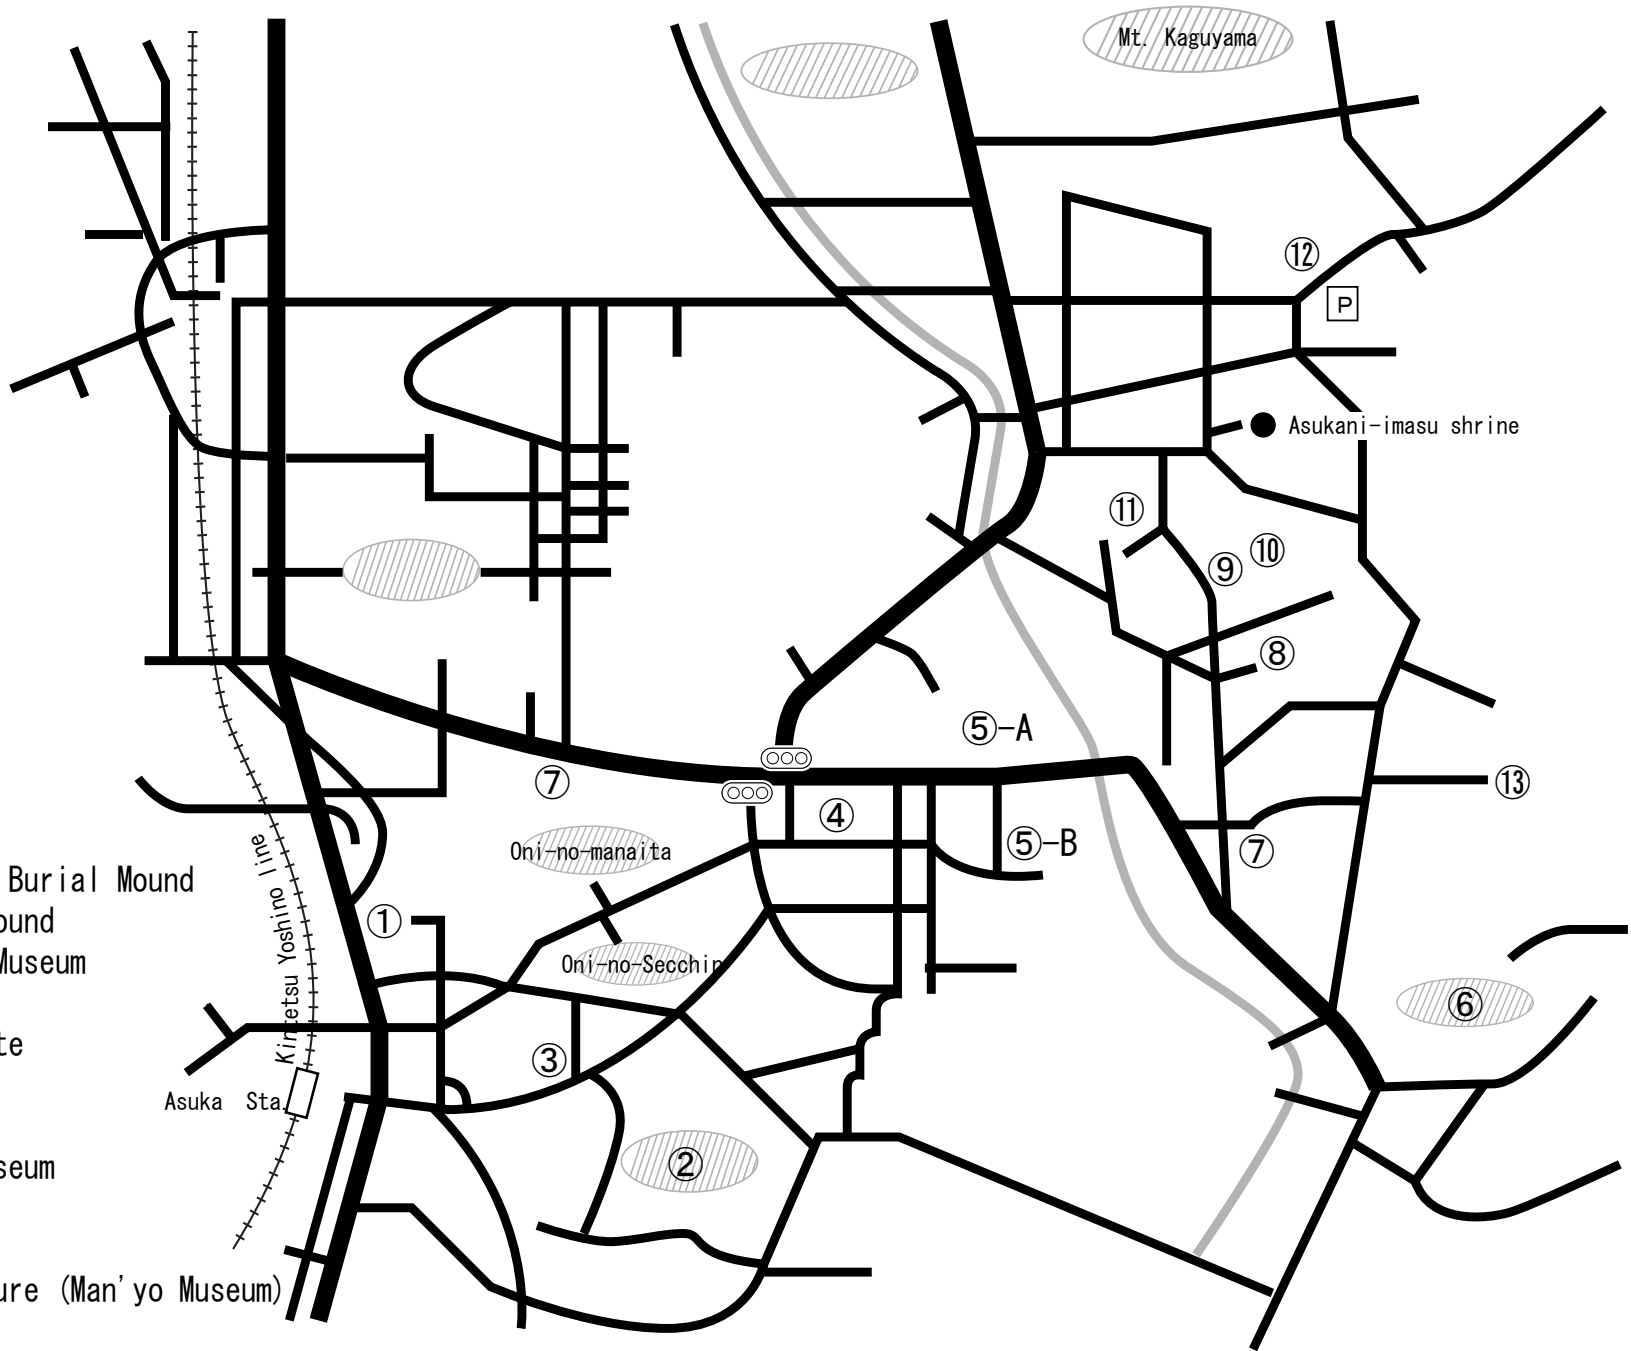 Mt. Kaguyama
⑫
P
Asukani-imasu shrine
⑪
⑩
⑨
⑧
⑤-A
⑦
⑬
④
⑤-B
⑦
Oni-no-manaita
Kintetsu Yoshino line
Burial Mound
ound
Museum
te
seum
ure (Man'yo Museum)
①
Oni-no-Secchin
⑥
③
Asuka Sta.
②